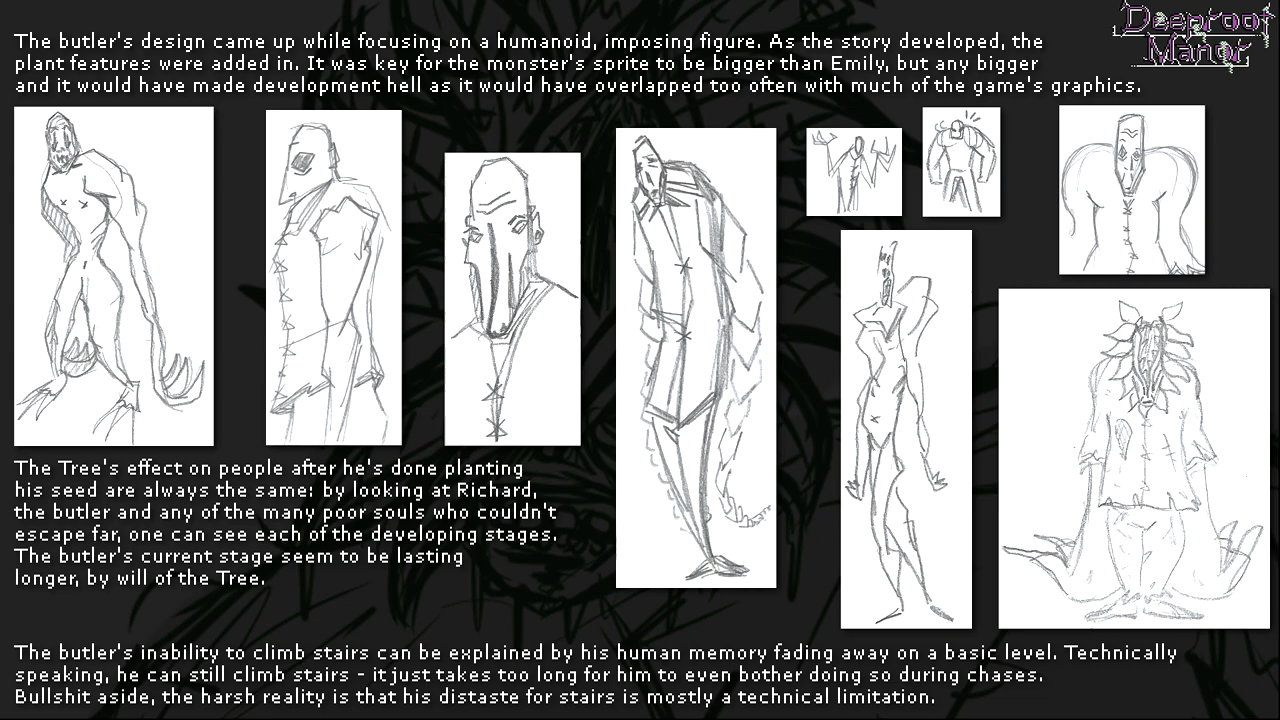 Deeproot
Manor
The butler's design came up while focusing on a humanoid, imposing figure. As the story developed, the
plant features were added in. It was key for the monster's sprite to be bigger than Emily, but any bigger
and it would have made development hell as it would have overlapped too often with much of the game's graphics.
The Tree's effect on people after he's done planting
his seed are always the same: by looking at Richard,
the butler and any of the many poor souls who couldn't
escape far, one can see each of the developing stages.
The butler's current stage seem to be lasting
longer, by will of the Tree.
The butler's inability to climb stairs can be explained by his human memory fading away on a basic level. Technically
speaking, he can still climb stairs - it just takes too long for him to even bother doing so during chases.
Bullshit aside, the harsh reality is that his distaste for stairs is mostly a technical limitation.